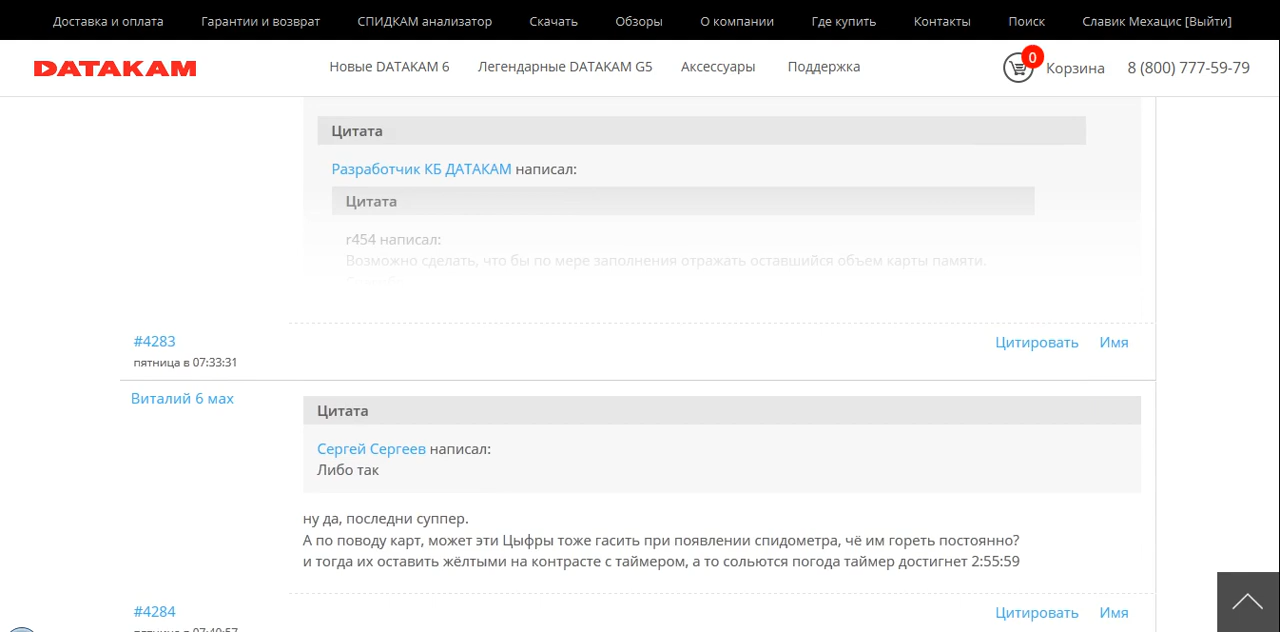 Доставка и оплата Гарантии и возврат СПИДКАМ анализатор Скачать Обзоры О компании Где купить Контакты Поиск Славик Мехацис [Выйти]
DATAKAM Новые DATAKAM 6 Легендарные DATAKAM G5 Аксессуары Поддержка 0 Корзина 8 (800) 777-59-79
Цитата
Разработчик КБ ДАТАКАМ написал:
Цитата
r454 написал:
Возможно сделать, что бы по мере заполнения отражать оставшийся объем карты памяти.
#4283 Цитировать Имя
пятница в 07:33:31
Виталий 6 мах
Цитата
Сергей Сергеев написал:
Либо так
ну да, последни суппер.
А по поводу карт, может эти Цыфры тоже гасить при появлении спидометра, чё им гореть постоянно?
и тогда их оставить жёлтыми на контрасте с таймером, а то сольются погода таймер достигнет 2:55:59
#4284 Цитировать Имя